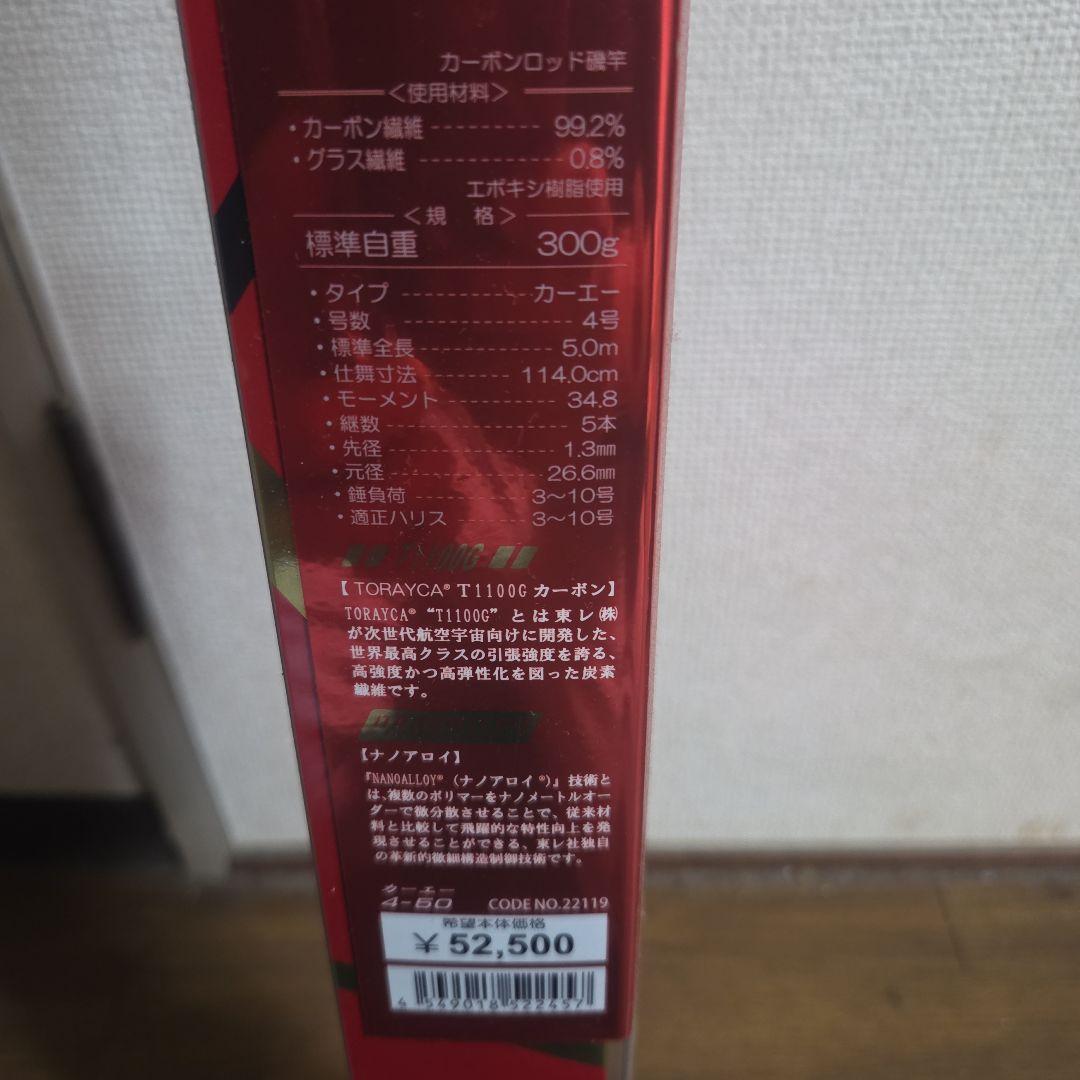 カーボンロッド磯竿
<使用材料>
・カーボン繊維 --------- 99.2%
・グラス繊維 ------------ 0.8%
エポキシ樹脂使用
<規 格>
標準自重 300g
・タイプ ----------- カーエー
・号数 ---------------- 4号
・標準全長 ----------- 5.0m
・仕舞寸法 -------- 114.0cm
・モーメント ---------- 34.8
・継数 ----------------- 5本
・先径 -------------- 1.3mm
・元径 ------------ 26.6mm
・錘負荷 --------- 3〜10号
・適正ハリス ------ 3〜10号
T1100G
【TORAYCA® T1100G カーボン】
TORAYCA® “T1100G” とは東レ㈱
が次世代航空宇宙向けに開発した、
世界最高クラスの引張強度を誇る、
高強度かつ高弾性化を図った炭素
繊維です。
【ナノアロイ】
『NANOALLOY®（ナノアロイ®）』技術と
は、複数のポリマーをナノメートルオー
ダーで微分散させることで、従来材
料と比較して飛躍的な特性向上を発
現させることができる、東レ社独自
の革新的微細構造制御技術です。
カーエー
4-50 CODE NO.22119
希望本体価格
¥ 52,500
4 549018 522457